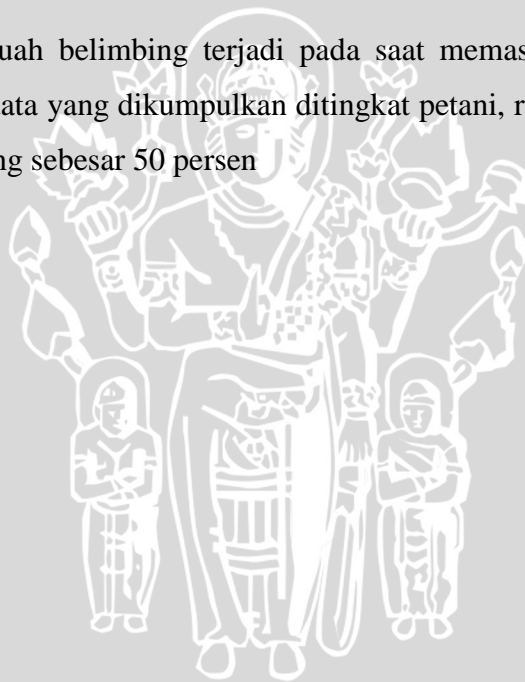 uah belimbing terjadi pada saat memas
ata yang dikumpulkan ditingkat petani, r
ng sebesar 50 persen